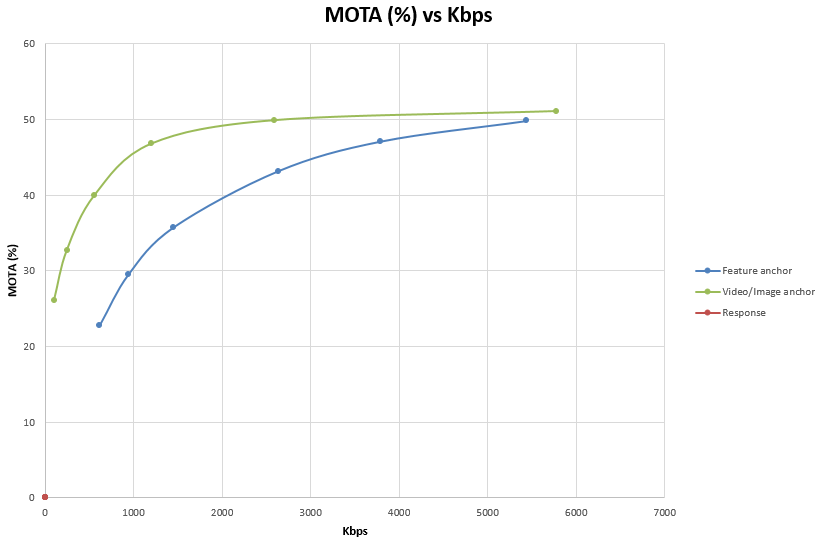 MOTA (%) vs Kbps
60
50
40
30
20
10
0
MOTA (%)
0 1000 2000 3000 4000 5000 6000 7000
Kbps
Feature anchor
Video/Image anchor
Response